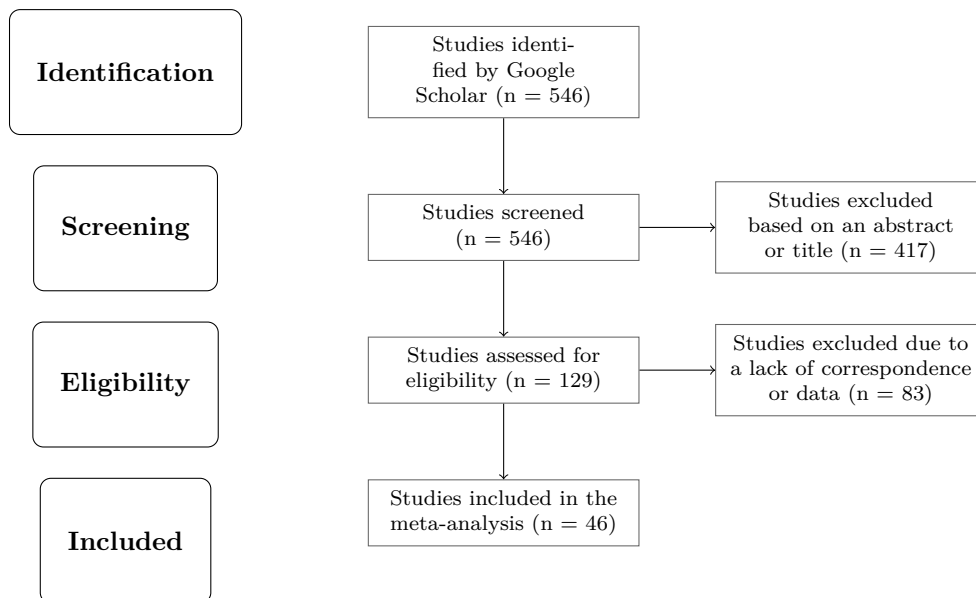 Identification
Studies identi-
fied by Google
Scholar (n = 546)
Screening
Studies screened
(n = 546)
Studies excluded
based on an abstract
or title (n = 417)
Eligibility
Studies assessed for
eligibility (n = 129)
Studies excluded due to
a lack of correspondence
or data (n = 83)
Included
Studies included in the
meta-analysis (n = 46)